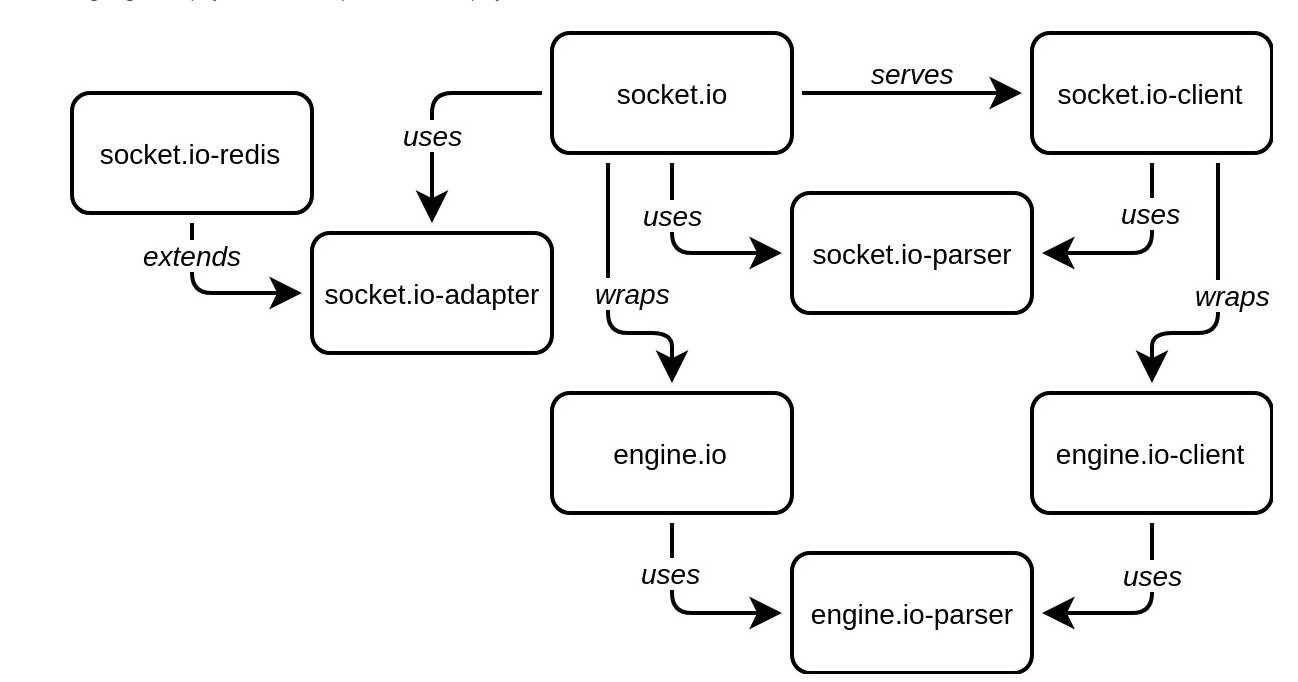 socket.io
serves
socket.io-client
socket.io-redis
uses
extends
socket.io-adapter
uses
socket.io-parser
uses
wraps
wraps
engine.io
engine.io-client
uses
engine.io-parser
uses